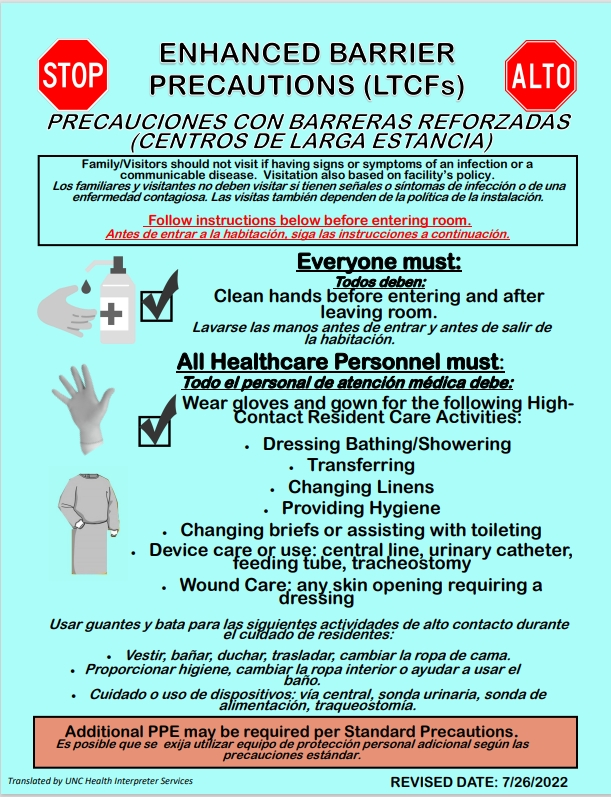 STOP
ENHANCED BARRIER
PRECAUTIONS (LTCFs)
ALTO
PRECAUCIONES CON BARRERAS REFORZADAS
(CENTROS DE LARGA ESTANCIA)
Family/Visitors should not visit if having signs or symptoms of an infection or a
communicable disease. Visitation also based on facility's policy.
Los familiares y visitantes no deben visitar si tienen señales o síntomas de infección o de una
enfermedad contagiosa. Las visitas también dependen de la política de la instalación.
Follow instructions below before entering room.
Antes de entrar a la habitación, siga las instrucciones a continuación.
Everyone must:
Todos deben:
Clean hands before entering and after
leaving room.
Lavarse las manos antes de entrar y antes de salir de
la habitación.
All Healthcare Personnel must:
Todo el personal de atención médica debe:
Wear gloves and gown for the following High-
Contact Resident Care Activities:
• Dressing Bathing/Showering
• Transferring
• Changing Linens
• Providing Hygiene
• Changing briefs or assisting with toileting
• Device care or use: central line, urinary catheter,
feeding tube, tracheostomy
• Wound Care: any skin opening requiring a
dressing
Usar guantes y bata para las siguientes actividades de alto contacto durante
el cuidado de residentes:
• Vestir, bañar, duchar, trasladar, cambiar la ropa de cama.
• Proporcionar higiene, cambiar la ropa interior o ayudar a usar el
baño.
• Cuidado o uso de dispositivos: vía central, sonda urinaria, sonda de
alimentación, traqueostomía.
Additional PPE may be required per Standard Precautions.
Es posible que se exija utilizar equipo de protección personal adicional según las
precauciones estándar.
Translated by UNC Health Interpreter Services
REVISED DATE: 7/26/2022